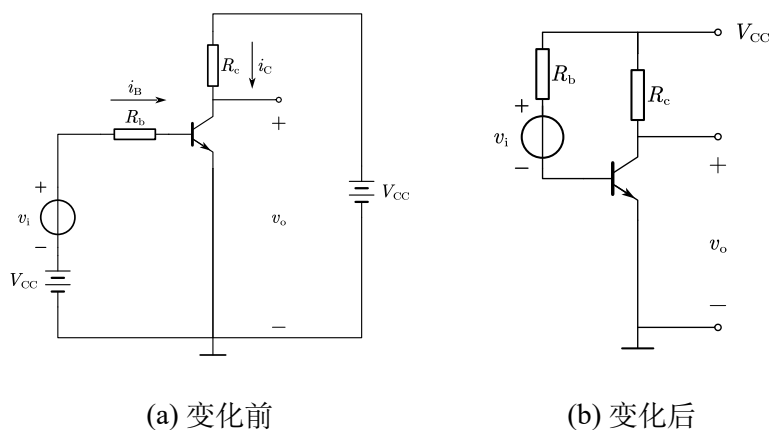 V_CC
R_c
i_C
i_B
R_b
+
+
v_i
−
V_CC
v_o
−
V_CC
(a) 变化前
V_CC
R_b
R_c
+
v_i
−
+
v_o
−
(b) 变化后